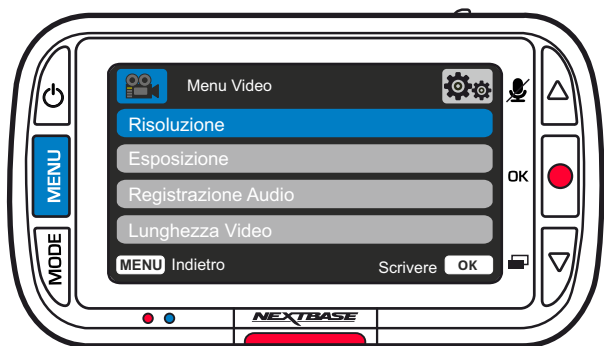 Menu Video
Risoluzione
Esposizione
Registrazione Audio
Lunghezza Video
MENU Indietro
Scrivere OK
MENU
MODE
OK
NEXTBASE